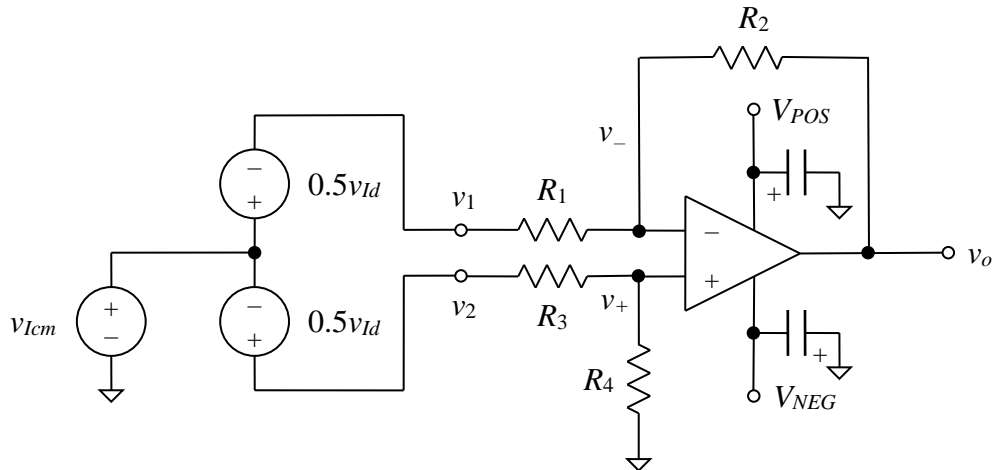 R2
VPOS
v−
−
+
0.5vId
v1
R1
−
+
vo
vIcm
+
−
−
+
0.5vId
v2
R3
v+
+
+
R4
VNEG